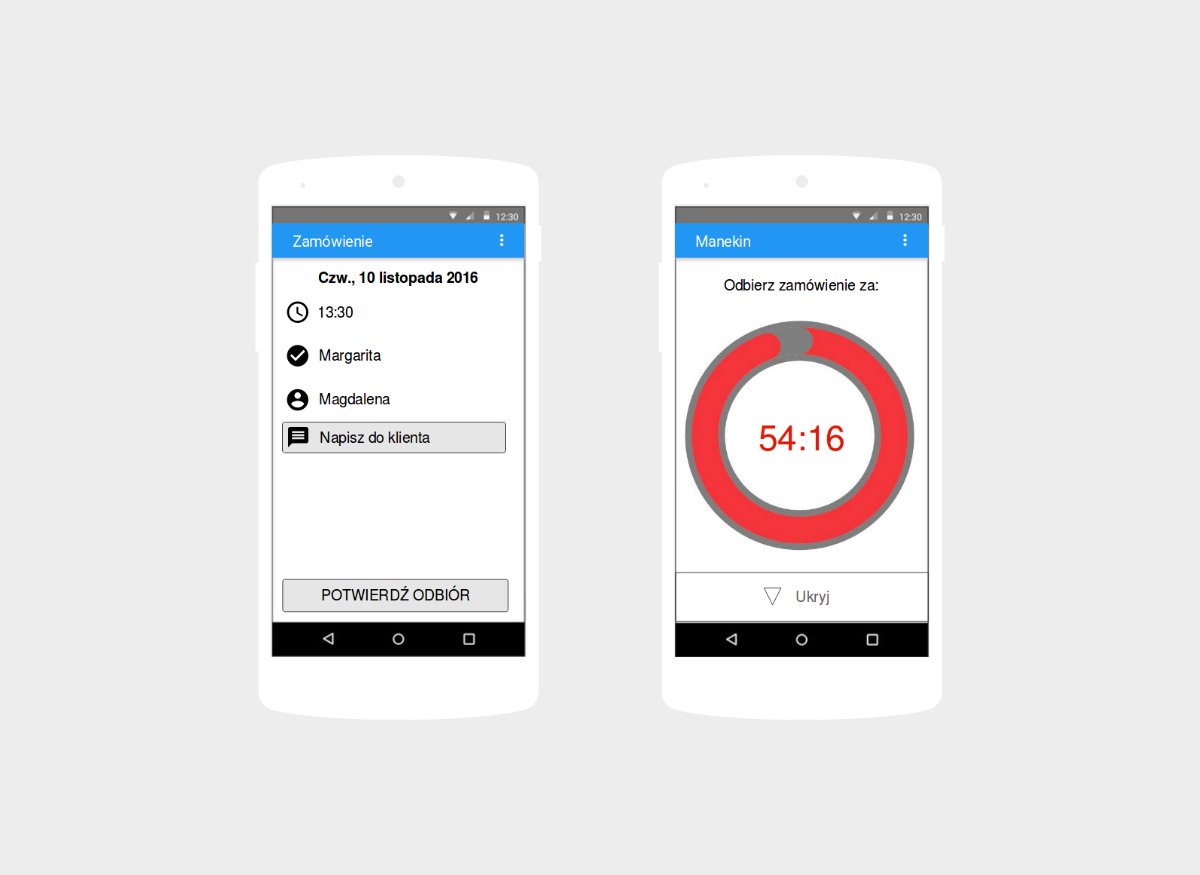 12:30
Zamówienie
Czw., 10 listopada 2016
13:30
Margarita
Magdalena
Napisz do klienta
POTWIERDŹ ODBIÓR
12:30
Manekin
Odbierz zamówienie za:
54:16
Ukryj